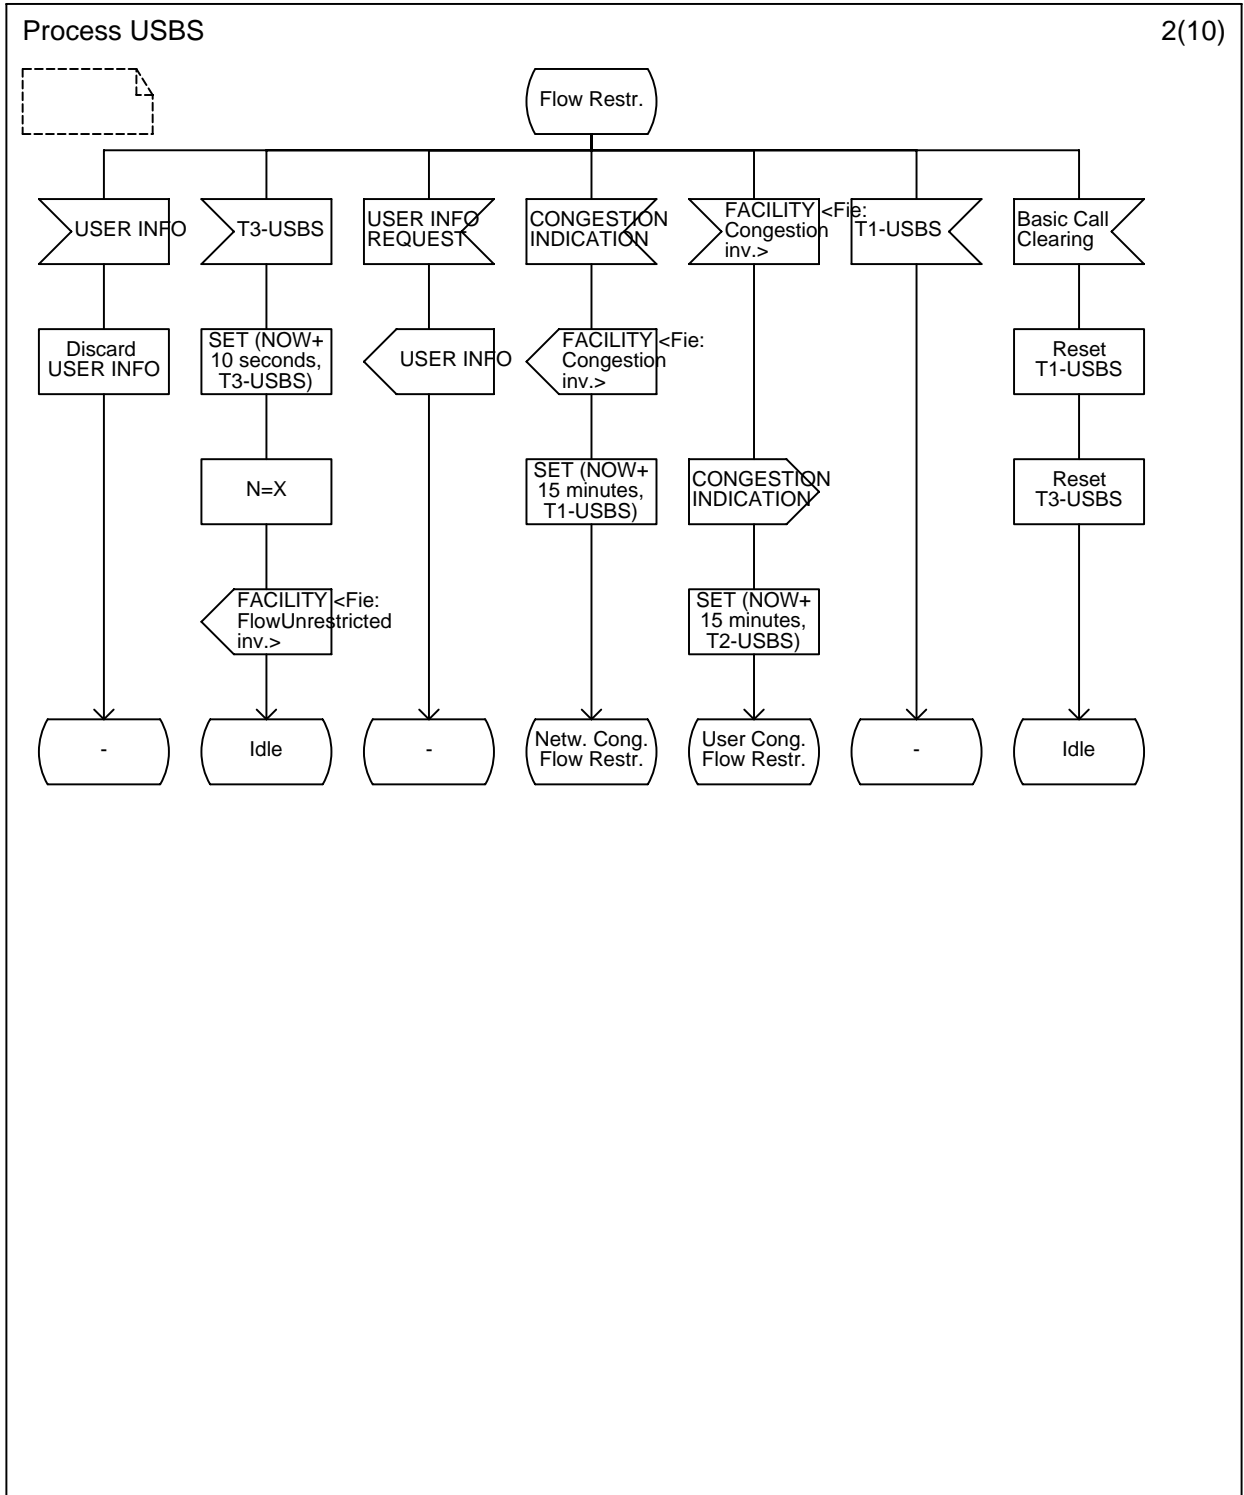 Process USBS
2(10)
Flow Restr.
USER INFO
T3-USBS
USER INFO
REQUEST
CONGESTION
INDICATION
FACILITY <Fie:
Congestion
inv.>
T1-USBS
Basic Call
Clearing
Discard
USER INFO
SET (NOW+
10 seconds,
T3-USBS)
USER INFO
FACILITY <Fie:
Congestion
inv.>
Reset
T1-USBS
N=X
SET (NOW+
15 minutes,
T1-USBS)
CONGESTION
INDICATION
Reset
T3-USBS
FACILITY <Fie:
FlowUnrestricted
inv.>
SET (NOW+
15 minutes,
T2-USBS)
-
Idle
-
Netw. Cong.
Flow Restr.
User Cong.
Flow Restr.
-
Idle